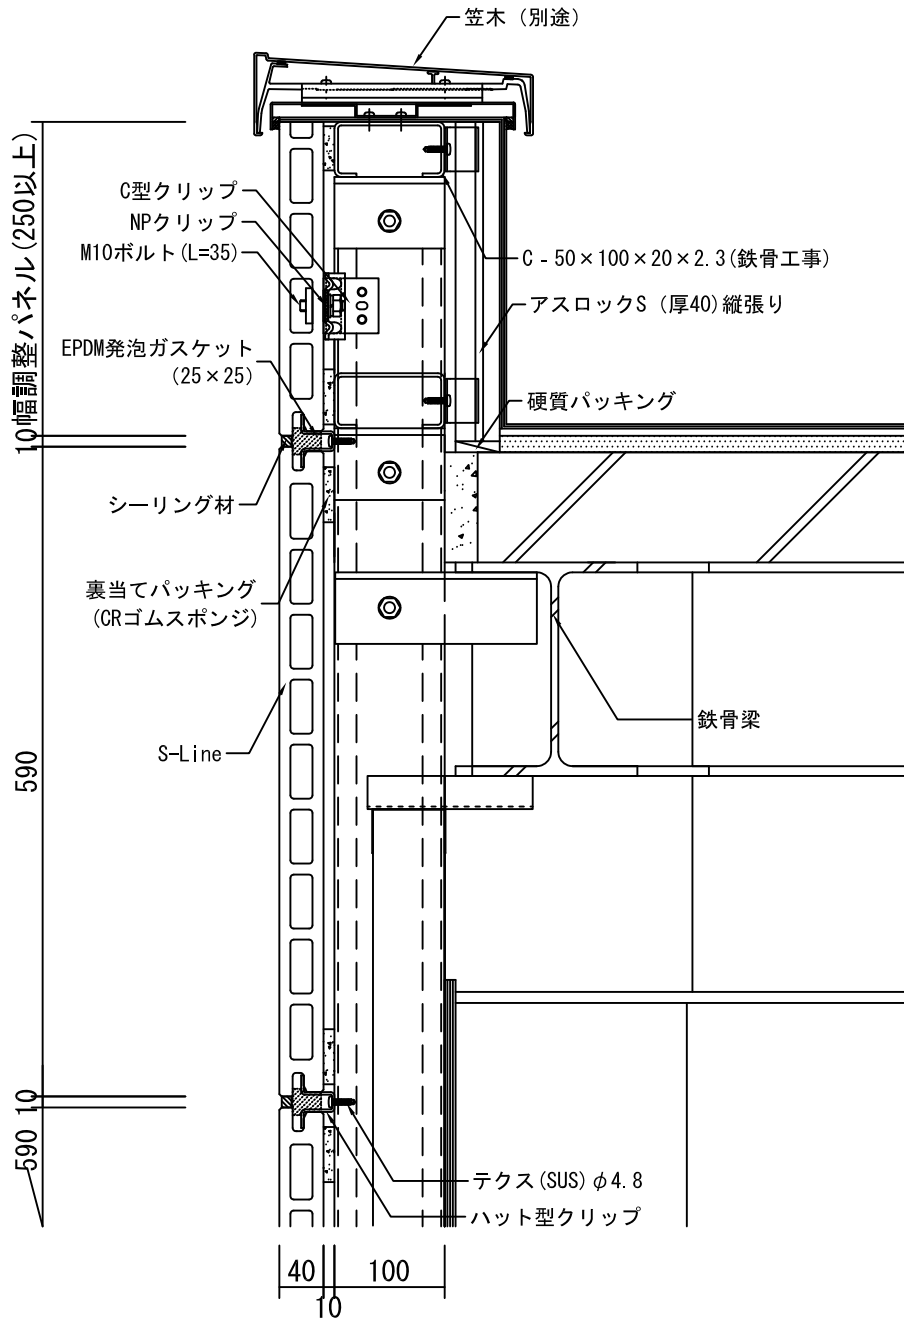 笠木（別途）
C型クリップ
NPクリップ
M10ボルト(L=35)
C-50×100×20×2.3(鉄骨工事)
アスロックS（厚40)縦張り
EPDM発泡ガスケット
(25×25)
硬質パッキング
幅調整パネル(250以上)
10
シーリング材
裏当てパッキング
(CRゴムスポンジ)
鉄骨梁
S-Line
590
10
590
テクス(SUS)φ4.8
ハット型クリップ
40
100
10